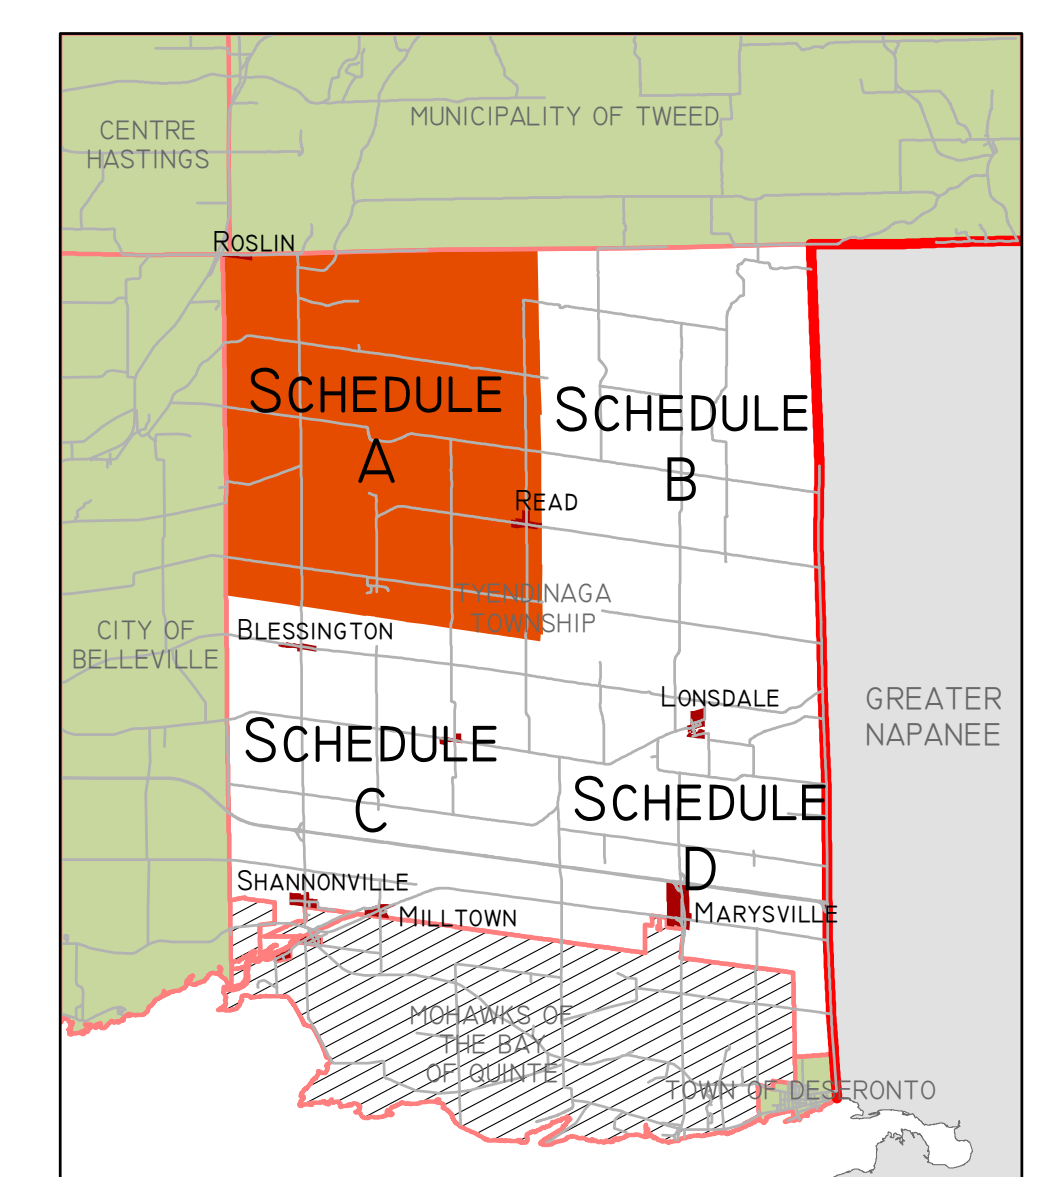 MUNICIPALITY OF TWEED
CENTRE
HASTINGS
ROSLIN
SCHEDULE
A
SCHEDULE
B
READ
TYENDINAGA
TOWNSHIP
CITY OF
BELLEVILLE
BLESSINGTON
LONSDALE
GREATER
NAPANEE
SCHEDULE
C
SCHEDULE
D
SHANNONVILLE
MILLTOWN
MARYSVILLE
MOHAWKS OF
THE BAY
OF QUINTE
TOWN OF DESERONTO